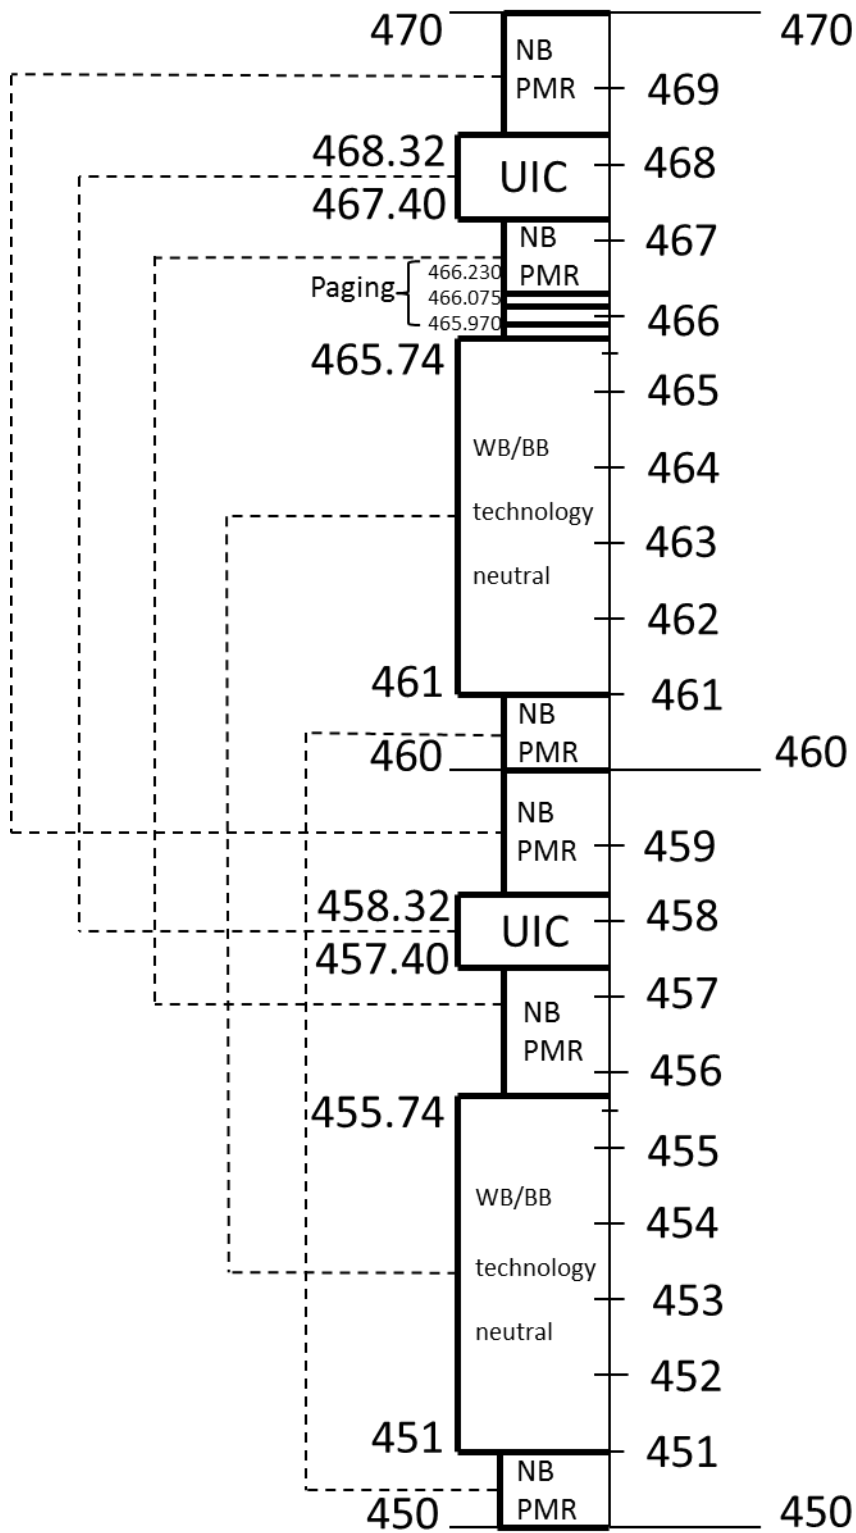 470
NB
470
PMR
469
468.32
468
UIC
467.40
NB
467
PMR
466.230
Paging
466.075
466
465.970
465.74
465
WB/BB
464
technology
463
neutral
462
461
461
NB
460
PMR
460
NB
PMR
459
458.32
458
UIC
457.40
457
NB
PMR
456
455.74
455
WB/BB
454
technology
453
neutral
452
451
451
NB
450
PMR
450